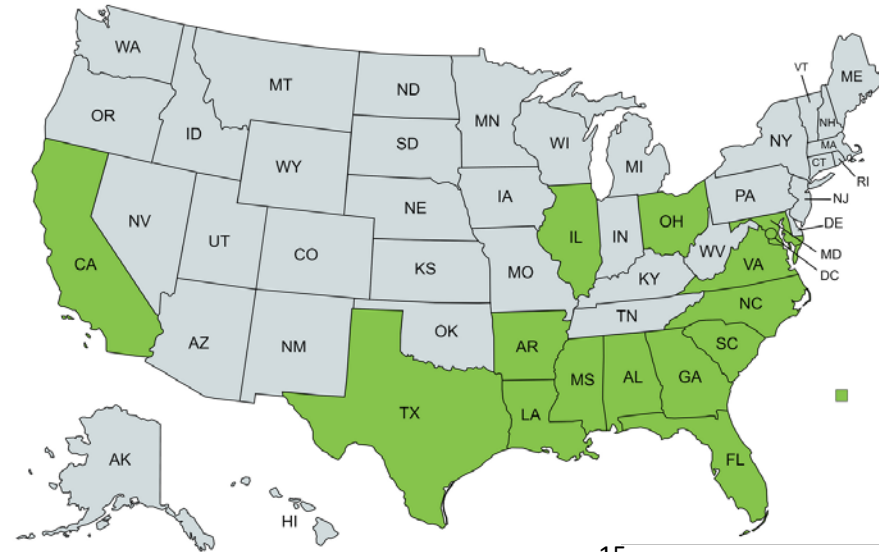 WA
MT
ND
MN
OR
ID
WY
SD
WI
MI
VT
ME
NH
NY
MA
CT
RI
NV
UT
CO
NE
IA
IL
IN
OH
PA
NJ
DE
WV
MD
VA
DC
CA
KS
MO
KY
AZ
NM
OK
AR
TN
NC
SC
TX
LA
MS
AL
GA
FL
AK
HI
15